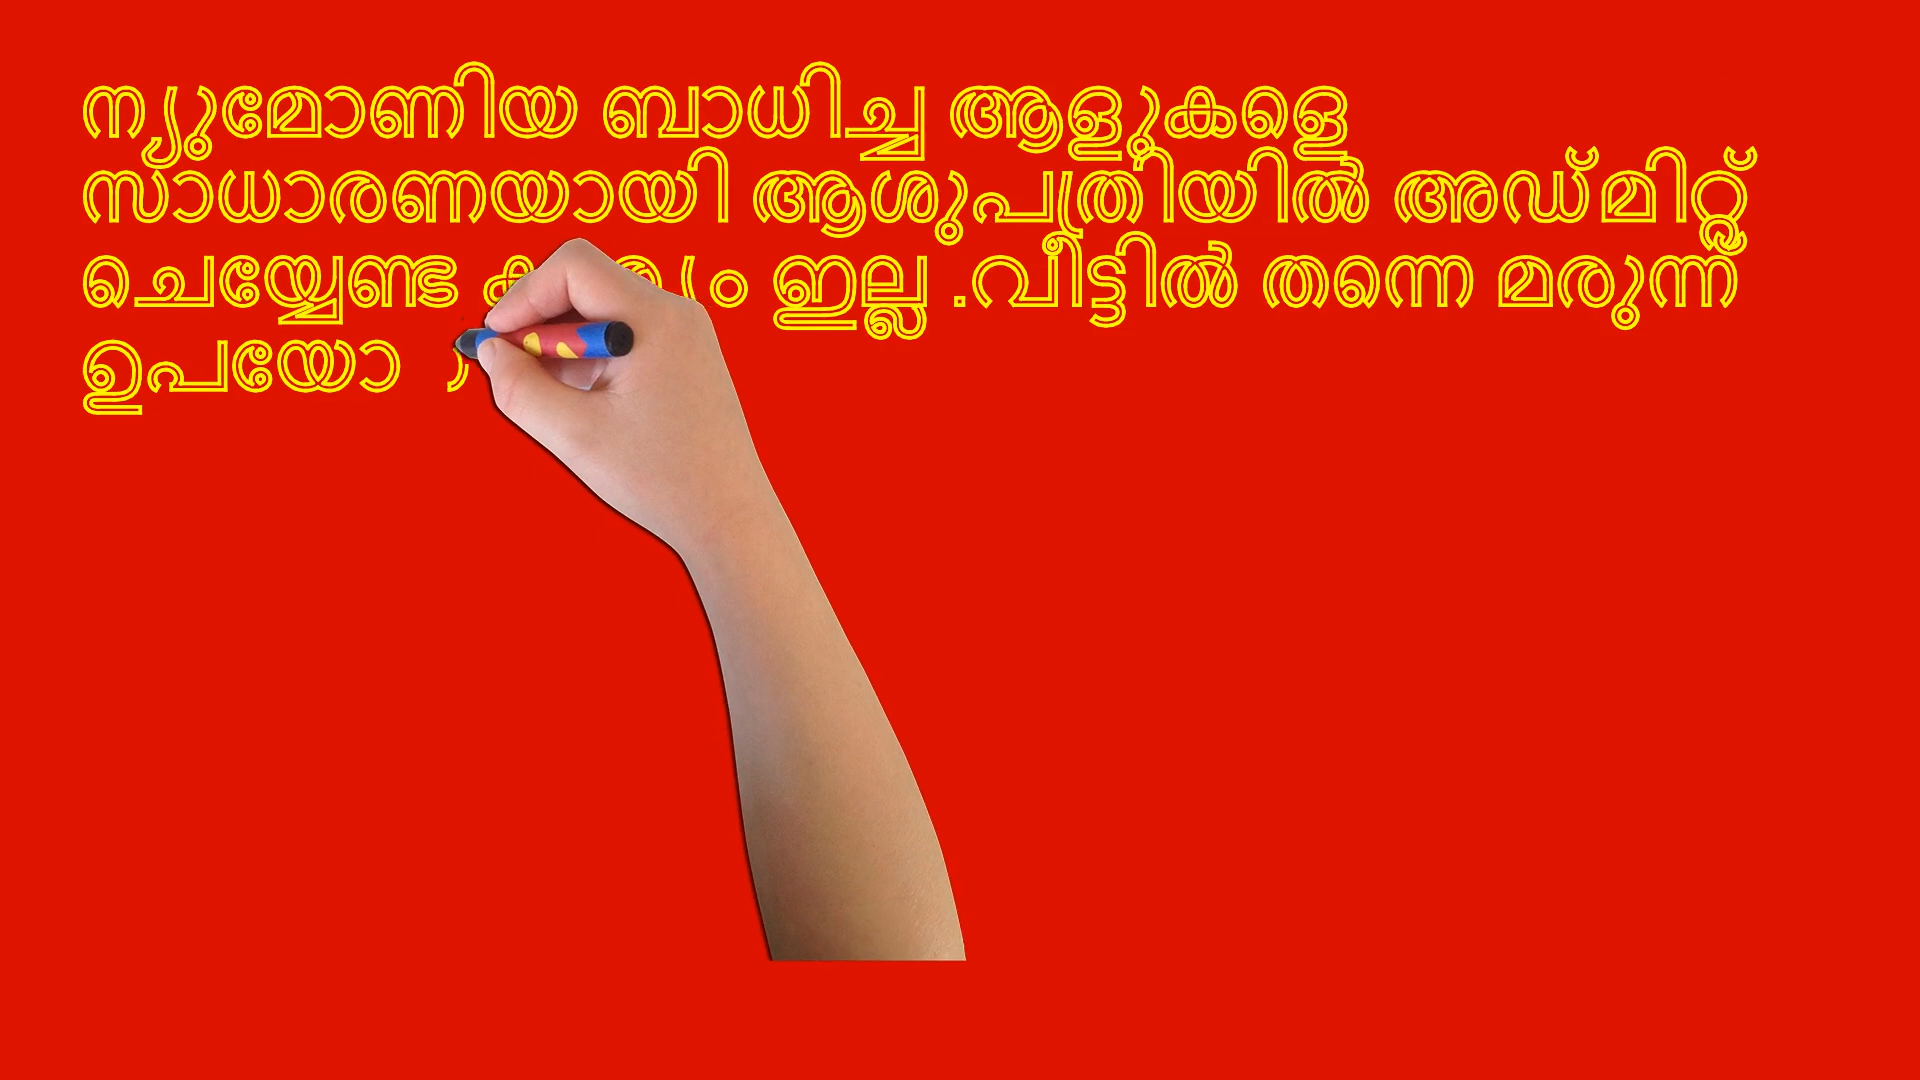 ന്യുമോണിയ ബാധിച്ച ആളുകളെ
സാധാരണയായി ആശുപത്രിയിൽ അഡ്മിറ്റ്
ചെയ്യേണ്ട ഇല്ല .വീട്ടിൽ തന്നെ മരുന്ന്
ഉപയോ